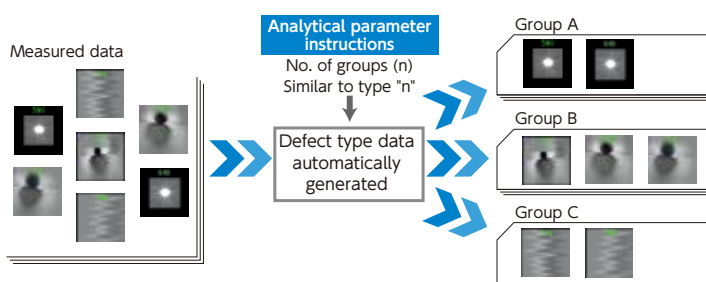 Measured data
Analytical parameter
instructions
No. of groups (n)
Similar to type "n"
Defect type data
automatically
generated
Group A
Group B
Group C